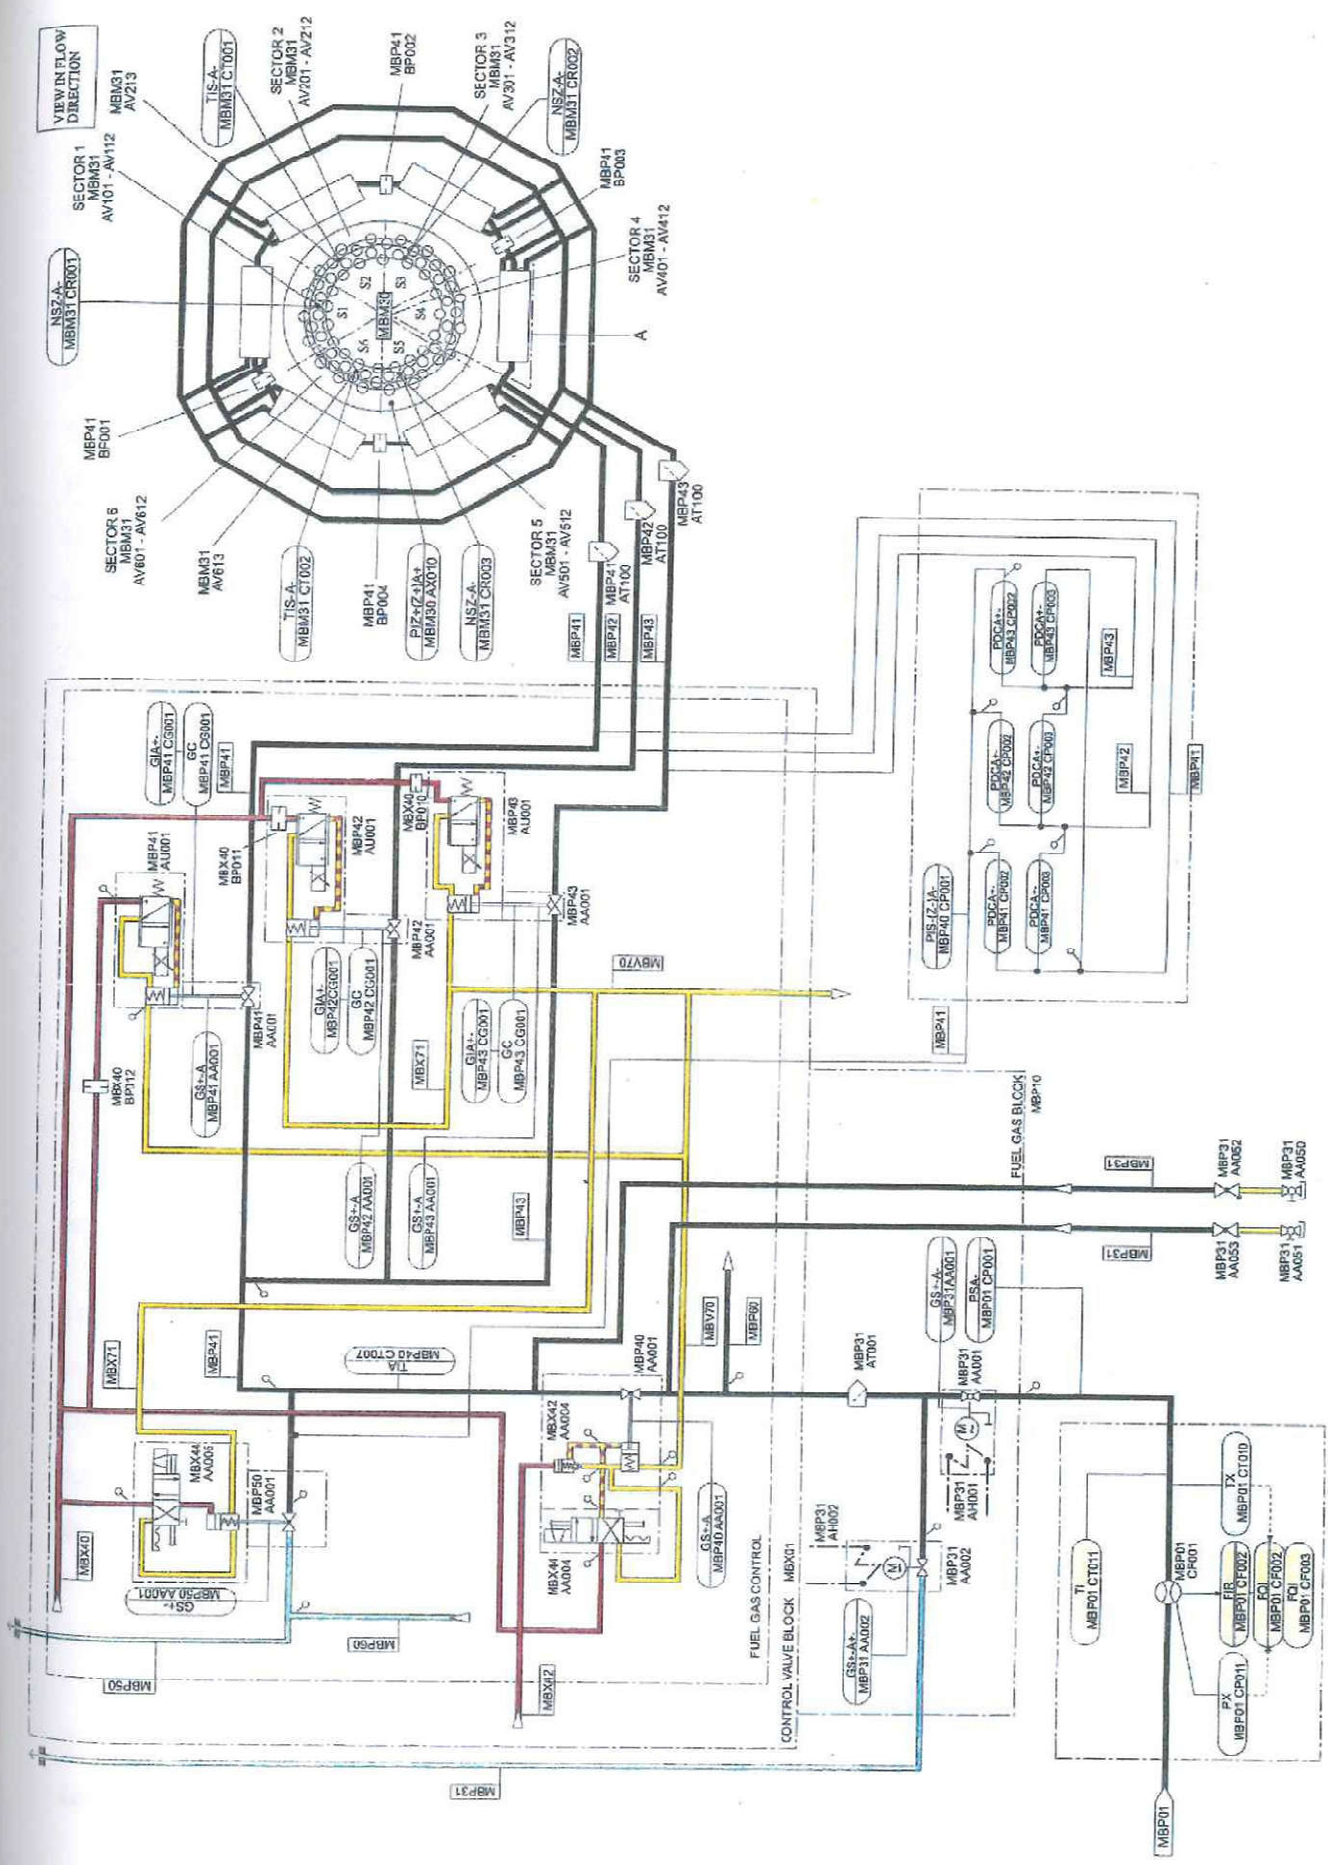 VIEW IN FLOW
DIRECTION
MBM31
AV213
TIS-A-
MBM31 CT001
SECTOR 2
MBM31
AV201 - AV212
MBP41
BP002
SECTOR 3
MBM31
AV301 - AV312
NSZ-A-
MBM31 CR002
SECTOR 1
MBM31
AV101 - AV112
MBP41
BP003
NSZ-A-
MBM31 CR001
SECTOR 4
MBM31
AV401 - AV412
S1
S2
S3
S4
S5
S6
MBM30
A
MBP41
BP001
SECTOR 6
MBM31
AV601 - AV612
MBM31
AV613
TIS-A-
MBM31 CT002
MBP41
BP004
PIZ+(Z+)A+
MBM30 AX010
NSZ-A-
MBM31 CR003
SECTOR 5
MBM31
AV501 - AV512
MBP41
AT100
MBP42
AT100
MBP43
AT100
MBP41
MBP42
MBP43
GIA+-
MBP41 CG001
GC
MBP41 CG001
MBP41
MBP41
AU001
MBX40
BP011
MBP42
AU001
MBX40
BP010
MBP43
AU001
MBX40
BP012
GS+-A
MBP41 AA001
MBP41
AA001
GIA+-
MBP42CG001
GC
MBP42 CG001
MBP42
AA001
MBP43
AA001
GIA+-
MBP43 CG001
GC
MBP43 CG001
MBX71
MBV70
PDCA+-
MBP43 CP002
PDCA+-
MBP43 CP003
MBP43
PDCA+-
MBP42 CP002
PDCA+-
MBP42 CP003
MBP42
MBP41
PIS-(Z-)A-
MBP40 CP001
PDCA+-
MBP41 CP002
PDCA+-
MBP41 CP003
MBP41
GS+-A
MBP42 AA001
GS+-A
MBP43 AA001
MBP43
FUEL GAS BLOCK
MBP10
MBP31
MBP31
AA052
MBP31
AA050
MBP31
MBP31
AA053
MBP31
AA051
MBX71
MBP41
TIA
MBP40 CT007
MBP40
AA001
MBV70
MBP60
MBP31
AT001
GS+-A-
MBP31AA001
PSA-
MBP01 CP001
MBP31
AA001
MBP31
AH001
MBX44
AA006
MBP50
AA001
MBX40
GS+-
MBP50 AA001
MBP50
MBP60
MBX42
AA004
MBX44
AA004
GS+-A
MBP40 AA001
MBX42
FUEL GAS CONTROL
CONTROL VALVE BLOCK MBX01
MBP31
AH002
M
M
MBP31
AA002
GS+-A+-
MBP31 AA002
MBP31
TI
MBP01 CT011
TX
MBP01 CT010
MBP01
CF001
FIR
MBP01 CF002
FQI
MBP01 CF002
FQI
MBP01 CF003
PX
MBP01 CP011
MBP01